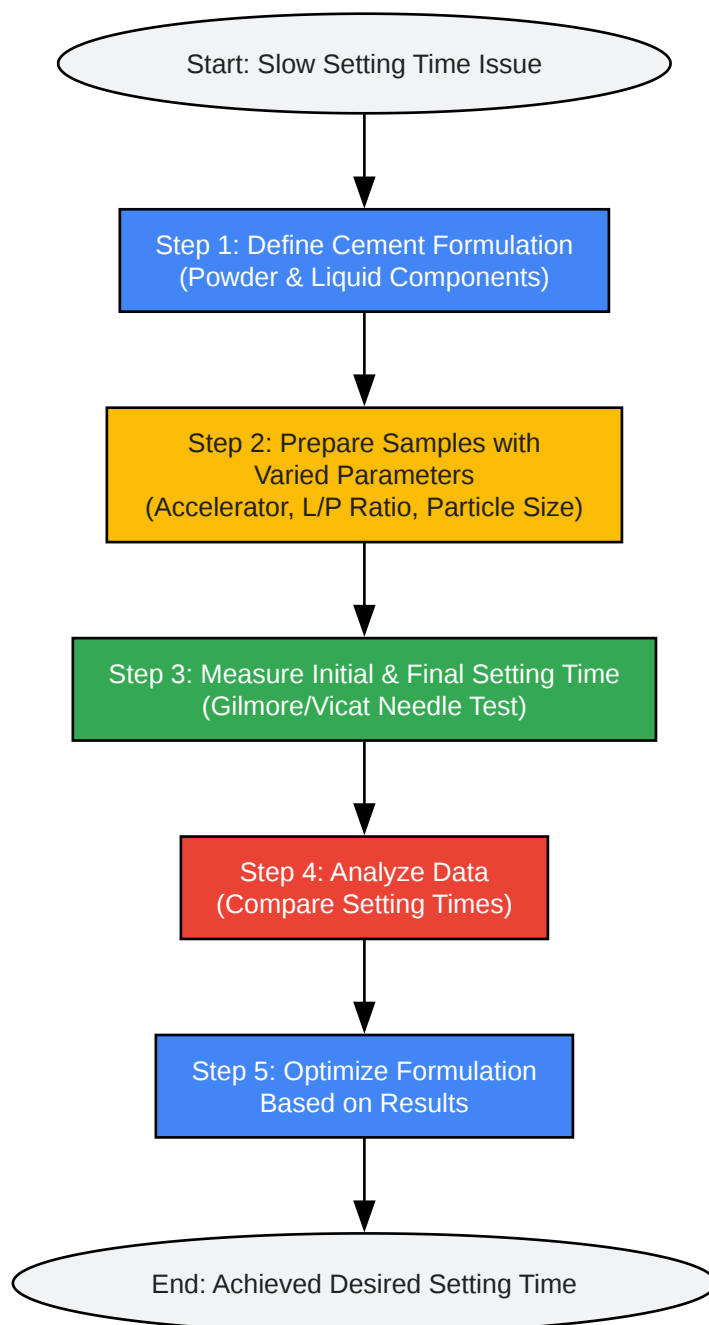 Start: Slow Setting Time Issue
Step 1: Define Cement Formulation
(Powder & Liquid Components)
Step 2: Prepare Samples with
Varied Parameters
(Accelerator, L/P Ratio, Particle Size)
Step 3: Measure Initial & Final Setting Time
(Gilmore/Vicat Needle Test)
Step 4: Analyze Data
(Compare Setting Times)
Step 5: Optimize Formulation
Based on Results
End: Achieved Desired Setting Time